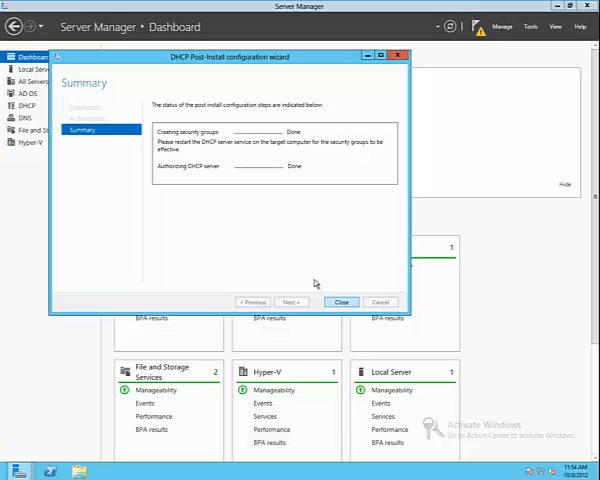 Server Manager
Server Manager • Dashboard
Manage Tools View Help
Dashboard
Local Serve
All Servers
AD DS
DHCP
DNS
File and Sto
Hyper-V
DHCP Post-Install configuration wizard
Summary
Description
Authorization
Summary
The status of the post install configuration steps are indicated below:
Creating security groups Done
Please restart the DHCP server service on the target computer for the security groups to be
effective.
Authorizing DHCP server Done
< Previous Next > Close Cancel
Hide
1
BPA results BPA results BPA results
File and Storage
Services 2
Manageability
Events
Performance
BPA results
Hyper-V 1
Manageability
Events
Services
Performance
BPA results
Local Server 1
Manageability
Events
Services
Performance
BPA results
Activate Windows
Go to Action Center to activate Windows.
11:54 AM
10/8/2012